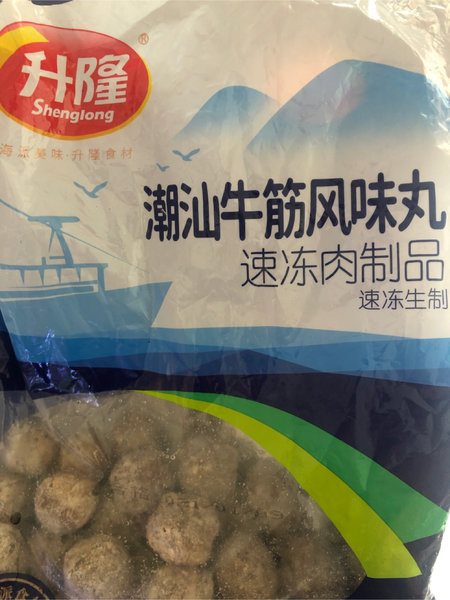 升隆
®
Shenglong
海派美味·升隆食材
潮汕牛筋风味丸
速冻肉制品
速冻生制